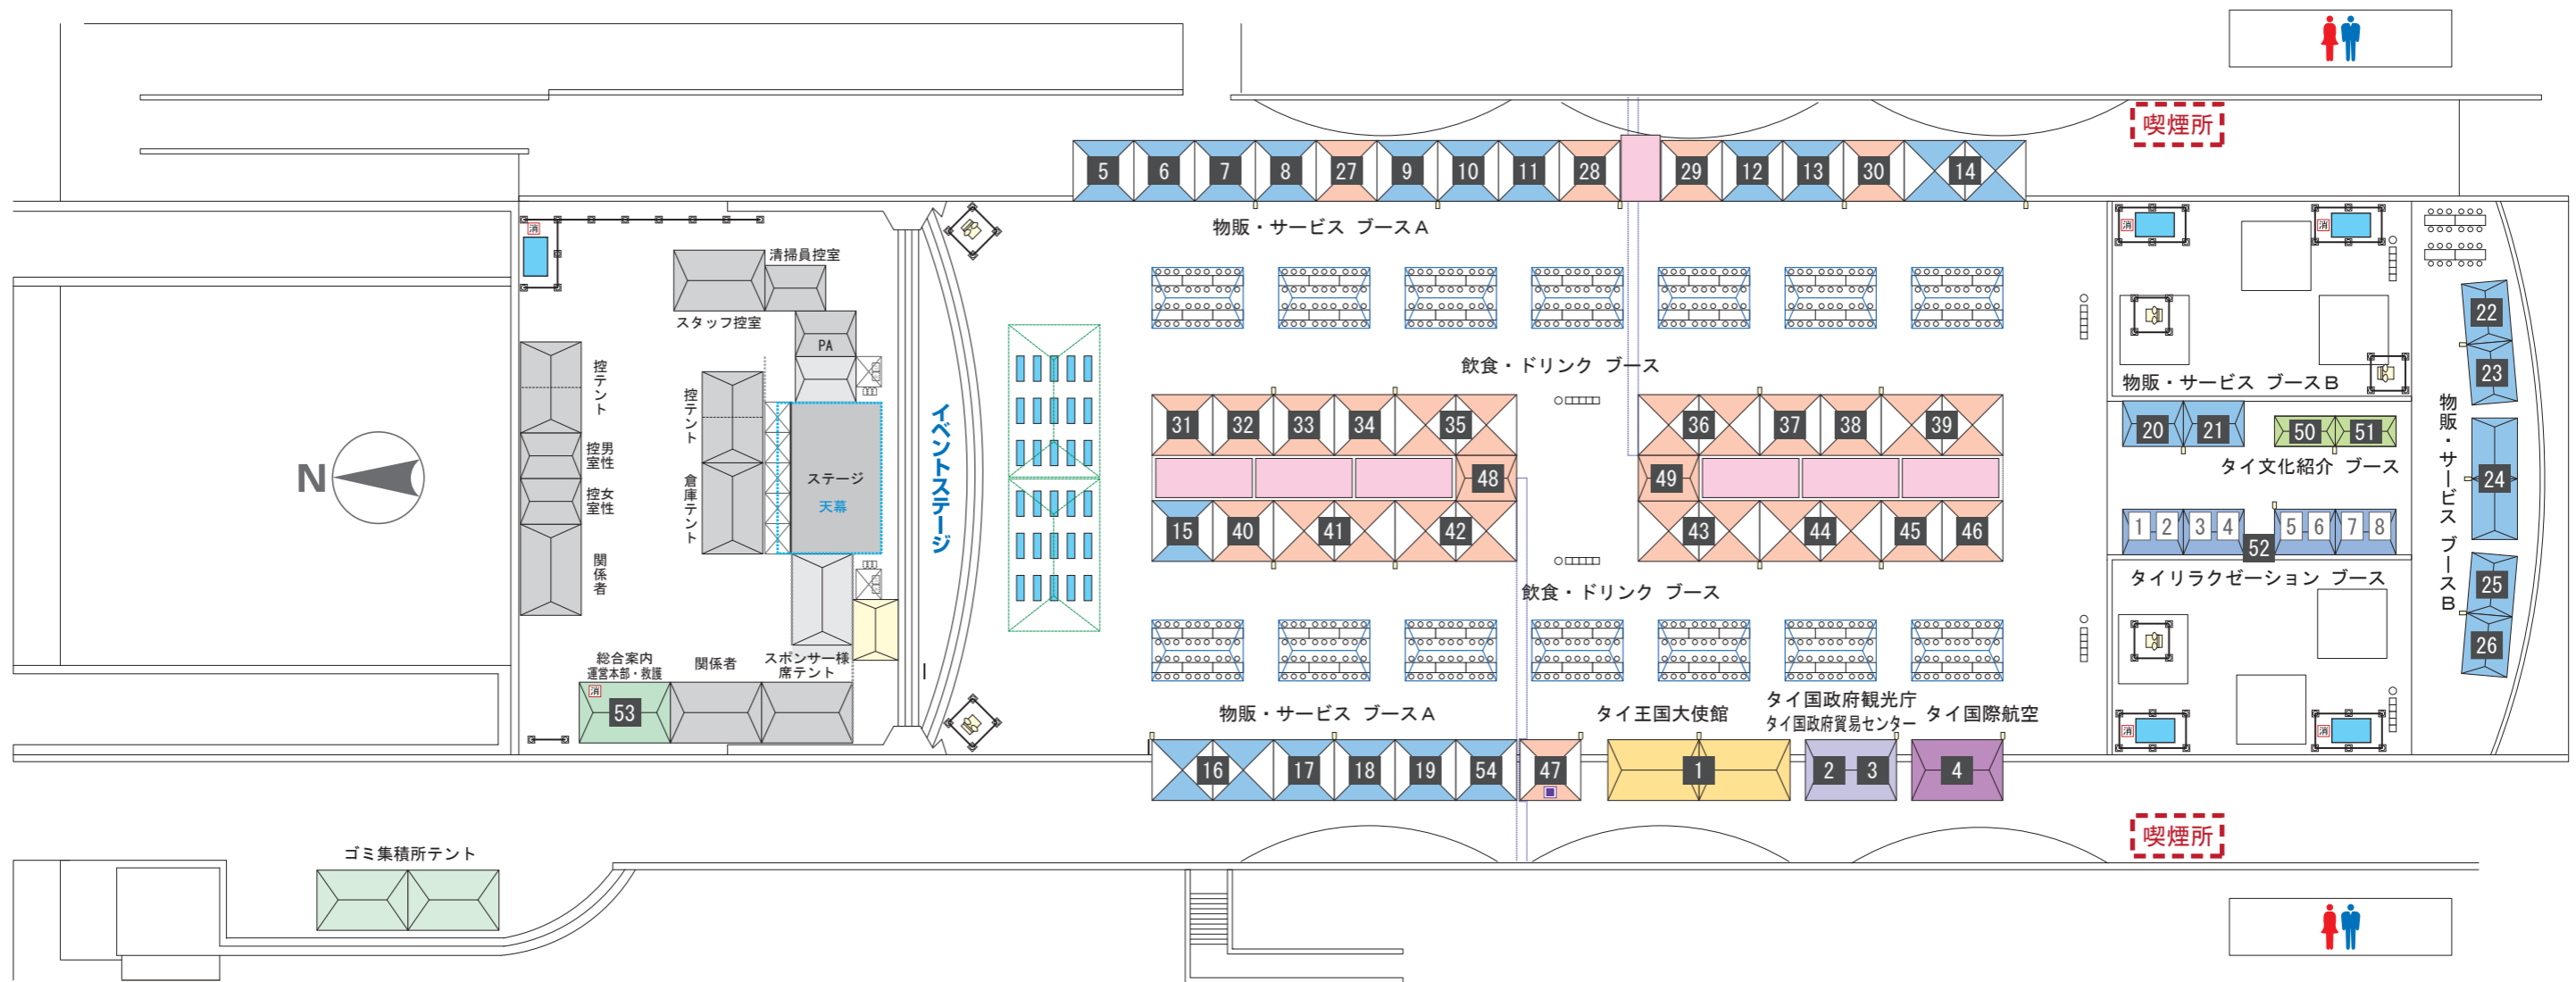 喫煙所
5 6 7 8 27 9 10 11 28 29 12 13 30 14
物販・サービス ブースA
消
消
消
清掃員控室
スタッフ控室
PA
控テント
控室男性
控室女性
関係者
控テント
倉庫テント
ステージ
天幕
イベントステージ
N
飲食・ドリンク ブース
31 32 33 34 35 36 37 38 39
48 49
15 40 41 42 43 44 45 46
飲食・ドリンク ブース
物販・サービス ブースB
20 21 50 51
タイ文化紹介 ブース
1 2 3 4 5 6 7 8
52
タイリラクゼーション ブース
物販・サービス ブースB
22
23
24
25
26
総合案内
運営本部・救護
消
53
関係者
スポンサー様
席テント
物販・サービス ブースA
タイ王国大使館
タイ国政府観光庁
タイ国政府貿易センター
タイ国際航空
消
消
16 17 18 19 54 47 1 2 3 4
喫煙所
ゴミ集積所テント